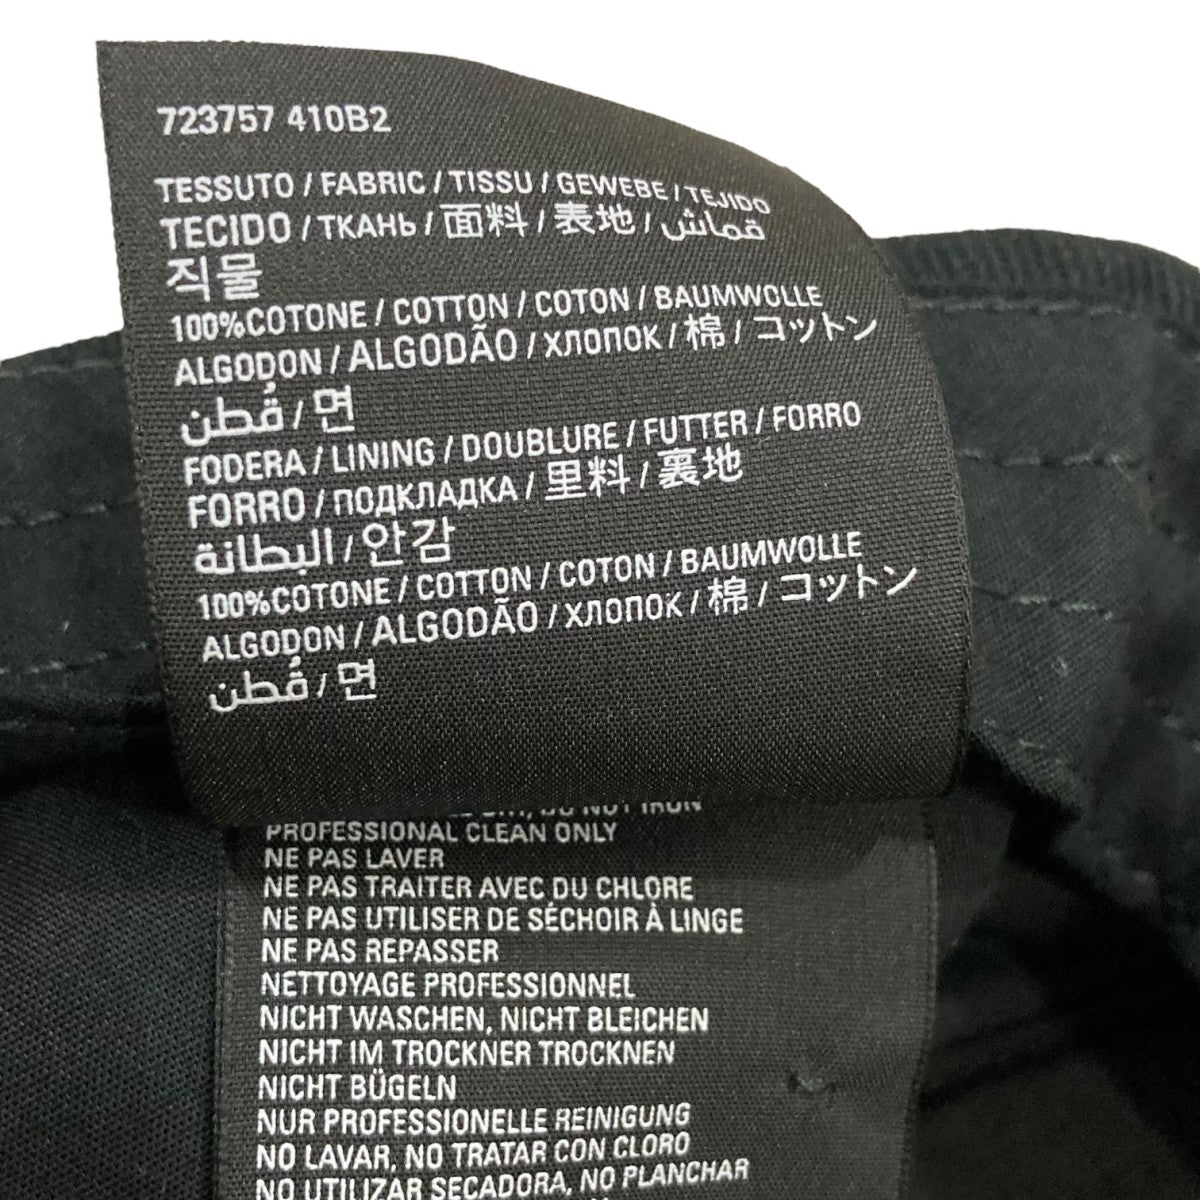 723757 410B2
TESSUTO / FABRIC / TISSU / GEWEBE / TEJIDO
TECIDO / ТКАНЬ / 面料 / 表地 / قماش
직물
100%COTONE / COTTON / COTON / BAUMWOLLE
ALGODON / ALGODÃO / ХЛОПОК / 棉 / コットン
قُطن / 면
FODERA / LINING / DOUBLURE / FUTTER / FORRO
FORRO / ПОДКЛАДКА / 里料 / 裏地
البطانة / 안감
100%COTONE / COTTON / COTON / BAUMWOLLE
ALGODON / ALGODÃO / ХЛОПОК / 棉 / コットン
قُطن / 면
DO NOT IRON
PROFESSIONAL CLEAN ONLY
NE PAS LAVER
NE PAS TRAITER AVEC DU CHLORE
NE PAS UTILISER DE SÉCHOIR À LINGE
NE PAS REPASSER
NETTOYAGE PROFESSIONNEL
NICHT WASCHEN, NICHT BLEICHEN
NICHT IM TROCKNER TROCKNEN
NICHT BÜGELN
NUR PROFESSIONELLE REINIGUNG
NO LAVAR, NO TRATAR CON CLORO
NO UTILIZAR SECADORA, NO PLANCHAR